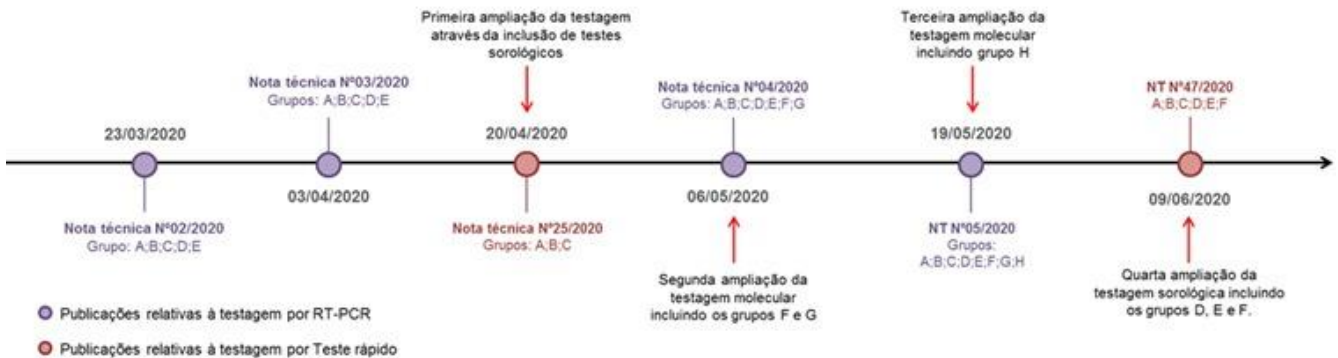 Primeira ampliação da testagem
através da inclusão de testes
sorológicos
Terceira ampliação da
testagem molecular
incluindo grupo H
Nota técnica Nº03/2020
Grupos: A;B;C;D;E
Nota técnica Nº04/2020
Grupos: A;B;C;D;E;F;G
NT Nº47/2020
A;B;C;D;E;F
23/03/2020
20/04/2020
19/05/2020
03/04/2020
06/05/2020
09/06/2020
Nota técnica Nº02/2020
Grupo: A;B;C;D;E
Nota técnica Nº25/2020
Grupos: A;B;C
NT Nº05/2020
Grupos:
A;B;C;D;E;F;G;H
Segunda ampliação da
testagem molecular
incluindo os grupos F e G
Quarta ampliação da
testagem sorológica incluindo
os grupos D, E e F.
Publicações relativas à testagem por RT-PCR
Publicações relativas à testagem por Teste rápido